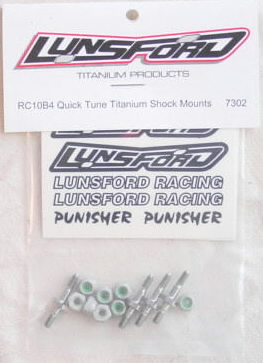 LUNSFORD
TITANIUM PRODUCTS
RC10B4 Quick Tune Titanium Shock Mounts 7302
LUNSFORD
LUNSFORD RACING
LUNSFORD RACING
PUNISHER PUNISHER